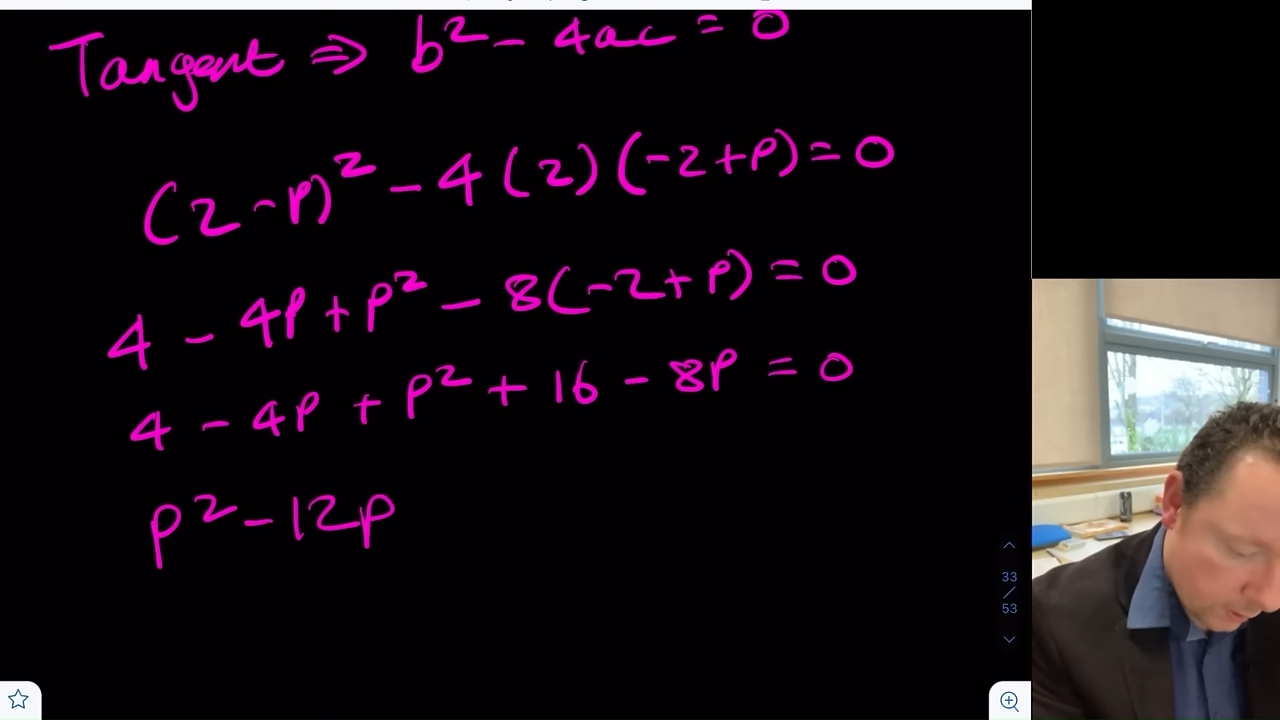 Tangent ⇒ b² - 4ac = 0
(2 - p)² - 4(2)(-2+p) = 0
4 - 4p + p² - 8(-2+p) = 0
4 - 4p + p² + 16 - 8p = 0
p² - 12p
33
/
53